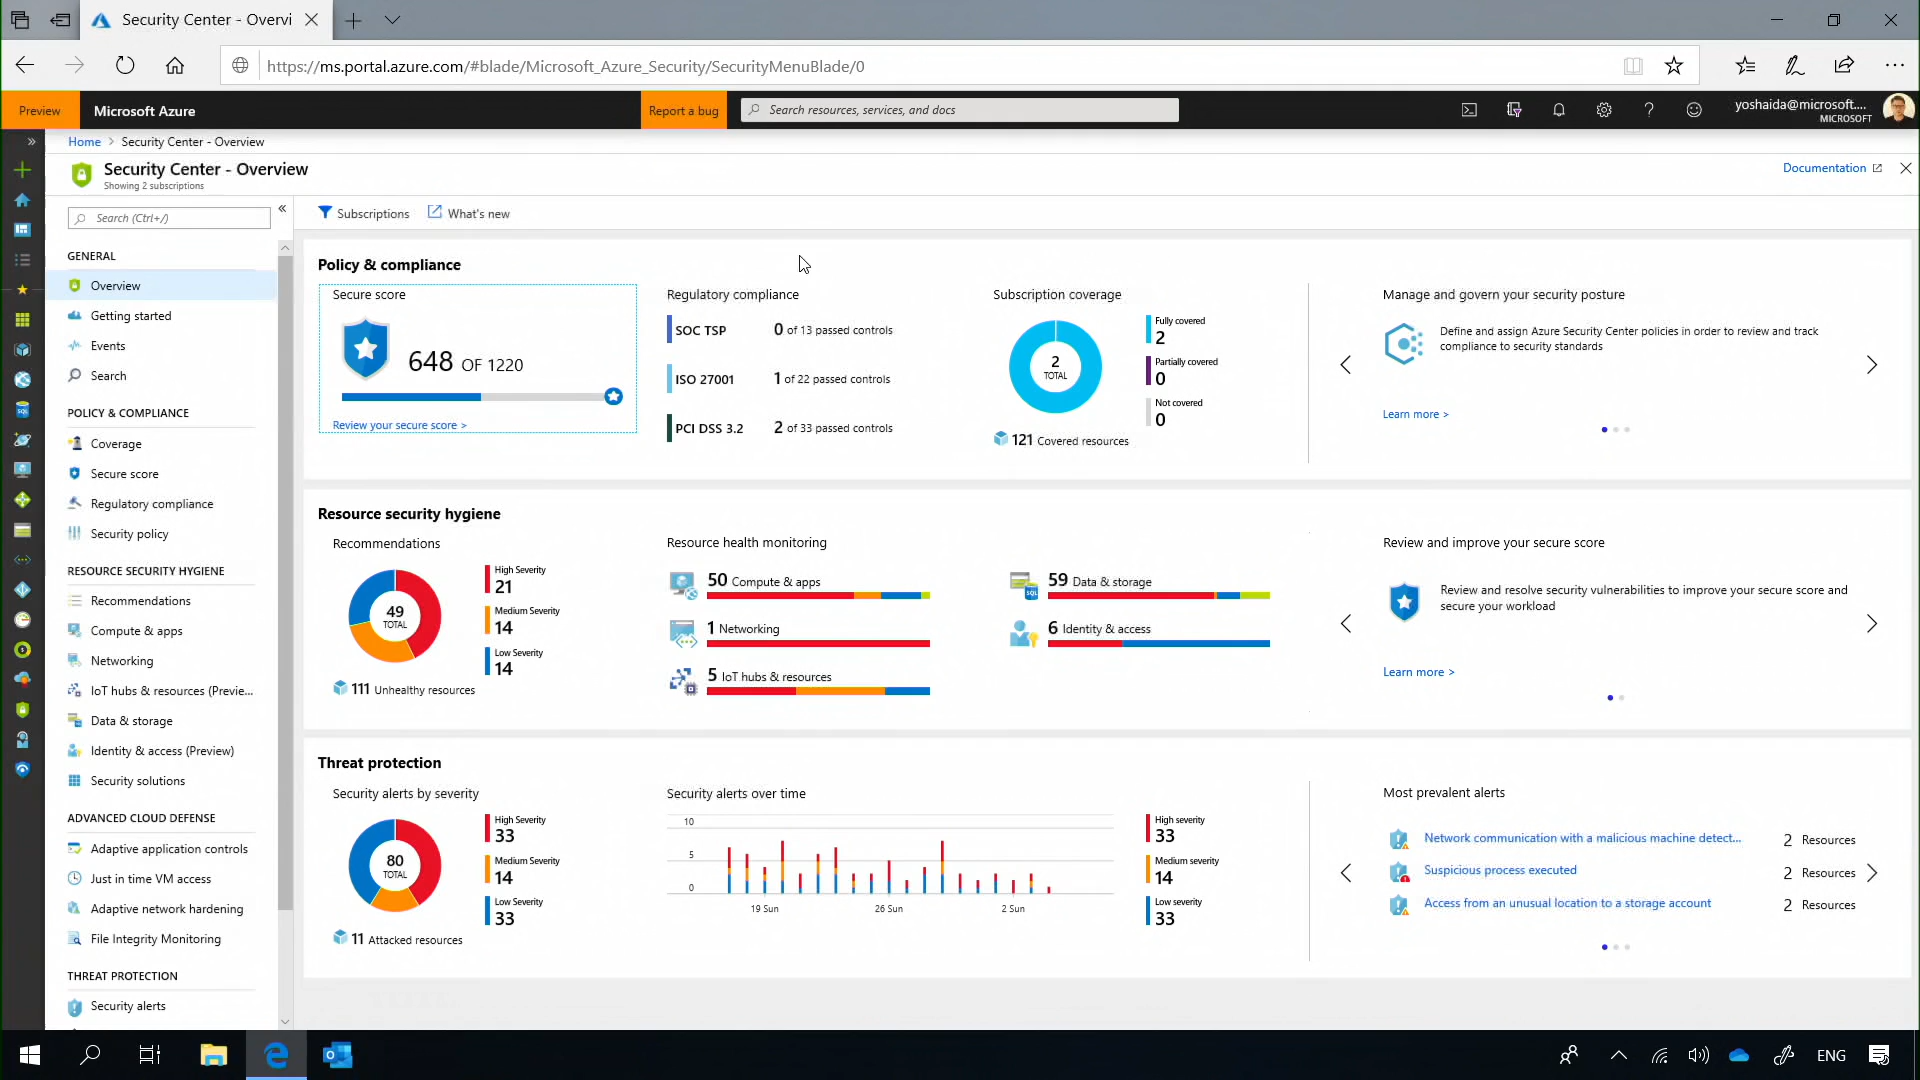 Security Center - Overvi
https://ms.portal.azure.com/#blade/Microsoft_Azure_Security/SecurityMenuBlade/0
Preview
Microsoft Azure
Report a bug
Search resources, services, and docs
yoshaida@microsoft....
MICROSOFT
Home > Security Center - Overview
Security Center - Overview
Showing 2 subscriptions
Documentation
Search (Ctrl+/)
GENERAL
Overview
Getting started
Events
Search
POLICY & COMPLIANCE
Coverage
Secure score
Regulatory compliance
Security policy
RESOURCE SECURITY HYGIENE
Recommendations
Compute & apps
Networking
IoT hubs & resources (Previe...
Data & storage
Identity & access (Preview)
Security solutions
ADVANCED CLOUD DEFENSE
Adaptive application controls
Just in time VM access
Adaptive network hardening
File Integrity Monitoring
THREAT PROTECTION
Security alerts
Subscriptions
What's new
Policy & compliance
Secure score
648 OF 1220
Review your secure score >
Regulatory compliance
SOC TSP 0 of 13 passed controls
ISO 27001 1 of 22 passed controls
PCI DSS 3.2 2 of 33 passed controls
Subscription coverage
2
TOTAL
Fully covered
2
Partially covered
0
Not covered
0
121 Covered resources
Manage and govern your security posture
Define and assign Azure Security Center policies in order to review and track
compliance to security standards
Learn more >
Resource security hygiene
Recommendations
49
TOTAL
High Severity
21
Medium Severity
14
Low Severity
14
111 Unhealthy resources
Resource health monitoring
50 Compute & apps
59 Data & storage
1 Networking
6 Identity & access
5 IoT hubs & resources
Review and improve your secure score
Review and resolve security vulnerabilities to improve your secure score and
secure your workload
Learn more >
Threat protection
Security alerts by severity
80
TOTAL
High Severity
33
Medium Severity
14
Low Severity
33
11 Attacked resources
Security alerts over time
10
5
0
19 Sun
26 Sun
2 Sun
High severity
33
Medium severity
14
Low severity
33
Most prevalent alerts
Network communication with a malicious machine detect... 2 Resources
Suspicious process executed 2 Resources
Access from an unusual location to a storage account 2 Resources
ENG